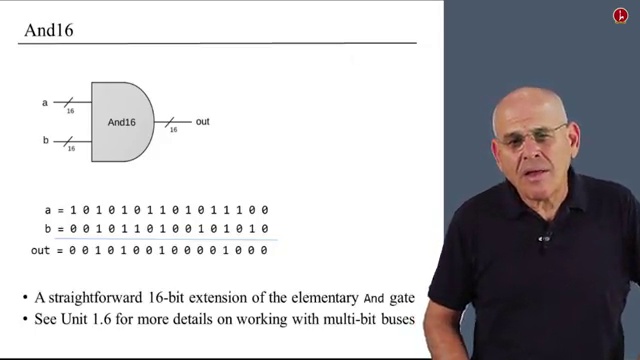 And16
a
16
And16
16
out
b
16
a = 1 0 1 0 1 0 1 1 0 1 0 1 1 1 0 0
b = 0 0 1 0 1 1 0 1 0 0 1 0 1 0 1 0
out = 0 0 1 0 1 0 0 1 0 0 0 0 1 0 0 0
• A straightforward 16-bit extension of the elementary And gate
• See Unit 1.6 for more details on working with multi-bit buses